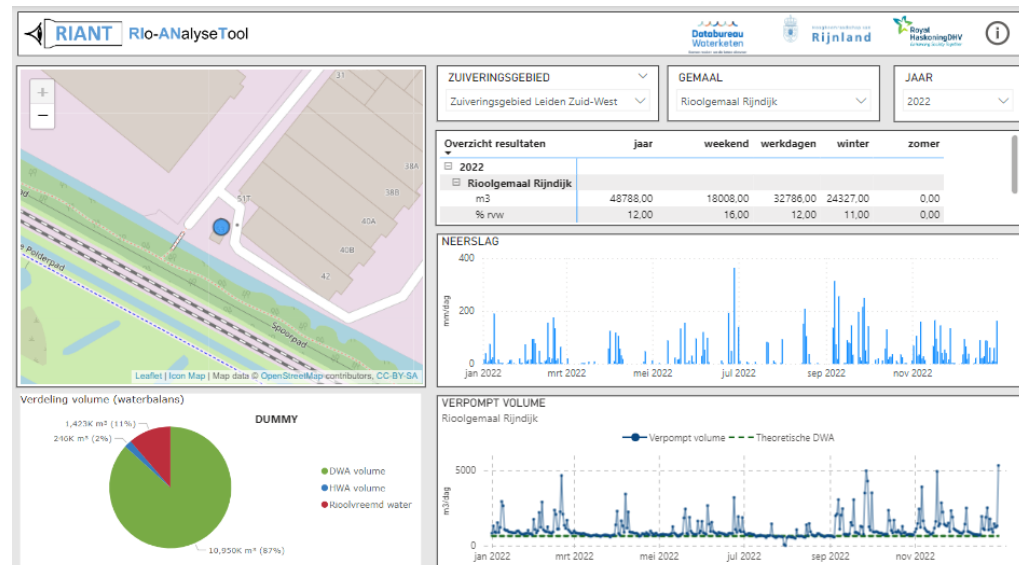 RIANT RIo-ANalyseTool
Databureau
Waterketen
Rijnland
Royal
HaskoningDHV
i
+
−
31
38A
38B
51T
40A
40B
42
Polderpad
Spoorpad
Leaflet | Icon Map | Map data © OpenStreetMap contributors, CC-BY-SA
ZUIVERINGSGEBIED
Zuiveringsgebied Leiden Zuid-West
GEMAAL
Rioolgemaal Rijndijk
JAAR
2022
Overzicht resultaten jaar weekend werkdagen winter zomer
2022
Rioolgemaal Rijndijk
m3 48788,00 18008,00 32786,00 24327,00 0,00
% rvw 12,00 16,00 12,00 11,00 0,00
NEERSLAG
400
200
0
mm/dag
jan 2022 mrt 2022 mei 2022 jul 2022 sep 2022 nov 2022
Verdeling volume (waterbalans)
DUMMY
1,423K m³ (11%)
246K m³ (2%)
10,950K m³ (87%)
DWA volume
HWA volume
Rioolvreemd water
VERPOMPT VOLUME
Rioolgemaal Rijndijk
Verpompt volume Theoretische DWA
5000
0
m3/dag
jan 2022 mrt 2022 mei 2022 jul 2022 sep 2022 nov 2022